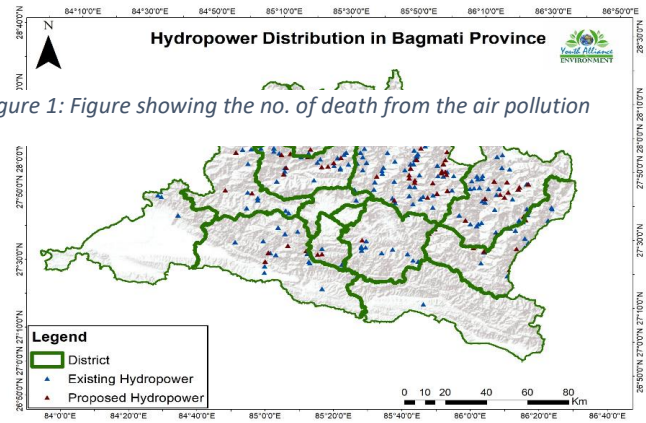 84°10'0"E 84°30'0"E 84°50'0"E 85°10'0"E 85°30'0"E 85°50'0"E 86°10'0"E 86°30'0"E 86°50'0"E
28°40'0"N
28°30'0"N
N
Hydropower Distribution in Bagmati Province
Youth Alliance
ENVIRONMENT
28°10'0"N
gure 1: Figure showing the no. of death from the air pollution
28°0'0"N
27°50'0"N
27°50'0"N
27°30'0"N
27°30'0"N
27°10'0"N
27°10'0"N
27°0'0"N
26°50'0"N
26°50'0"N
Legend
District
Existing Hydropower
Proposed Hydropower
0 10 20 40 60 80
Km
84°0'0"E 84°20'0"E 84°40'0"E 85°0'0"E 85°20'0"E 85°40'0"E 86°0'0"E 86°20'0"E 86°40'0"E